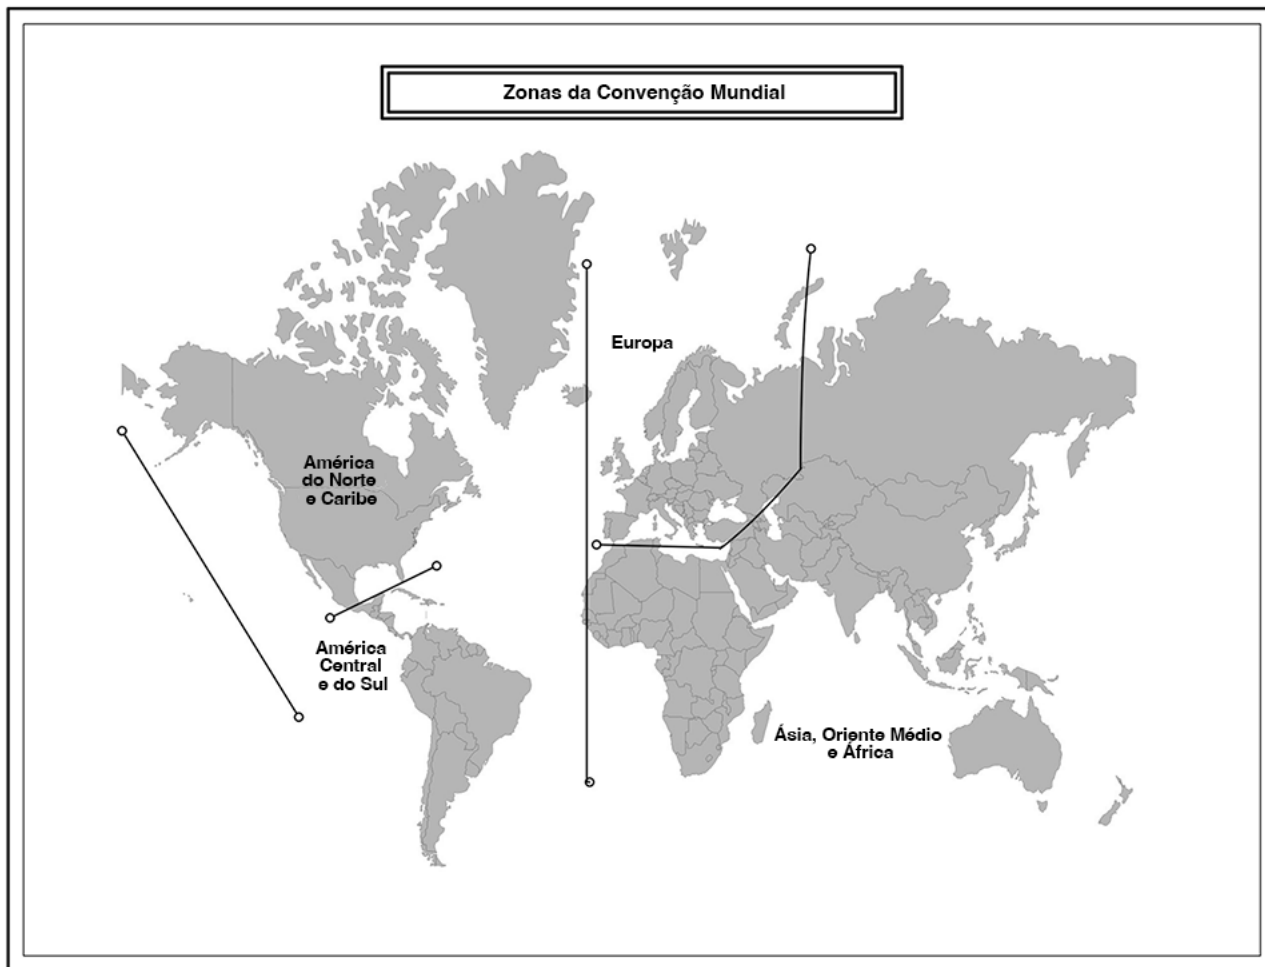 Zonas da Convenção Mundial
Europa
América
do Norte
e Caribe
América
Central
e do Sul
Ásia, Oriente Médio
e África